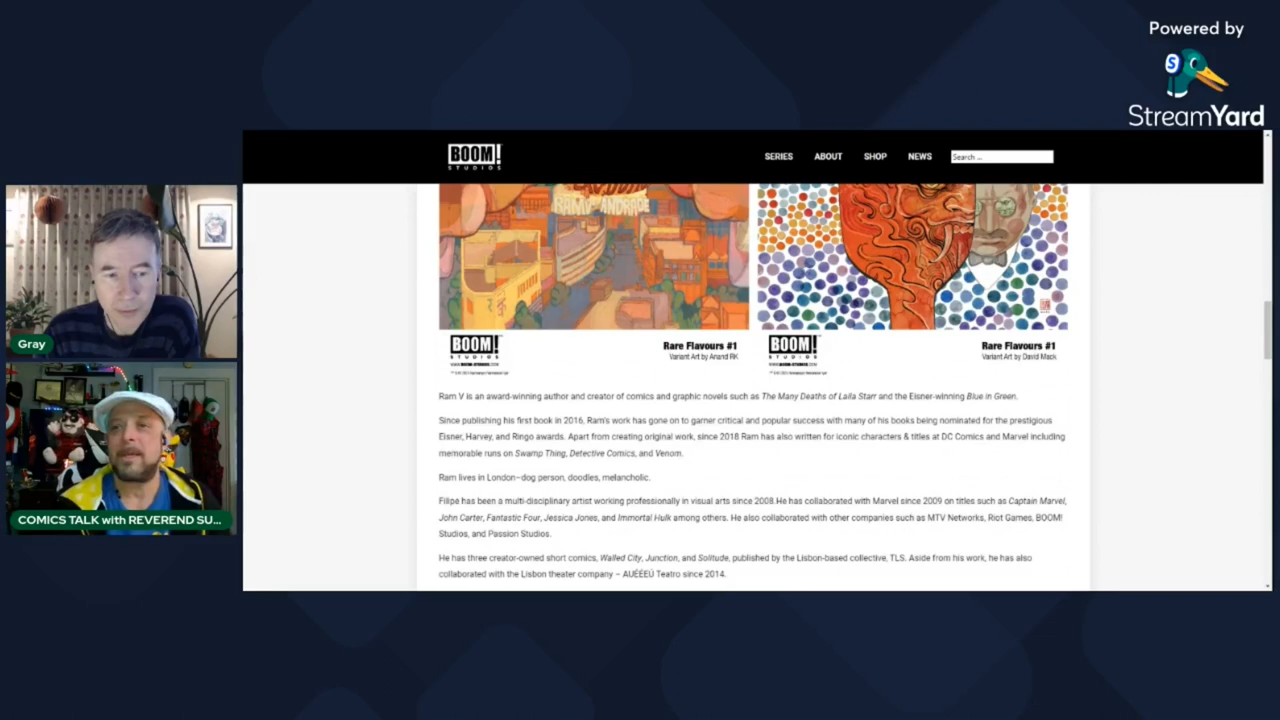 Powered by
StreamYard
BOOM!
STUDIOS
SERIES
ABOUT
SHOP
NEWS
Search ...
RAM V/ANDRADE
BOOM!
STUDIOS
WWW.BOOM-STUDIOS.COM
Rare Flavours #1
Variant Art by Anand RK
BOOM!
STUDIOS
WWW.BOOM-STUDIOS.COM
Rare Flavours #1
Variant Art by David Mack
Ram V is an award-winning author and creator of comics and graphic novels such as The Many Deaths of Laila Starr and the Eisner-winning Blue in Green.
Since publishing his first book in 2016, Ram's work has gone on to garner critical and popular success with many of his books being nominated for the prestigious
Eisner, Harvey, and Ringo awards. Apart from creating original work, since 2018 Ram has also written for iconic characters & titles at DC Comics and Marvel including
memorable runs on Swamp Thing, Detective Comics, and Venom.
Ram lives in London–dog person, doodles, melancholic.
Filipe has been a multi-disciplinary artist working professionally in visual arts since 2008.He has collaborated with Marvel since 2009 on titles such as Captain Marvel,
John Carter, Fantastic Four, Jessica Jones, and Immortal Hulk among others. He also collaborated with other companies such as MTV Networks, Riot Games, BOOM!
Studios, and Passion Studios.
He has three creator-owned short comics, Walled City, Junction, and Solitude, published by the Lisbon-based collective, TLS. Aside from his work, he has also
collaborated with the Lisbon theater company – AUÉÉEÚ Teatro since 2014.
Gray
COMICS TALK with REVEREND SU...